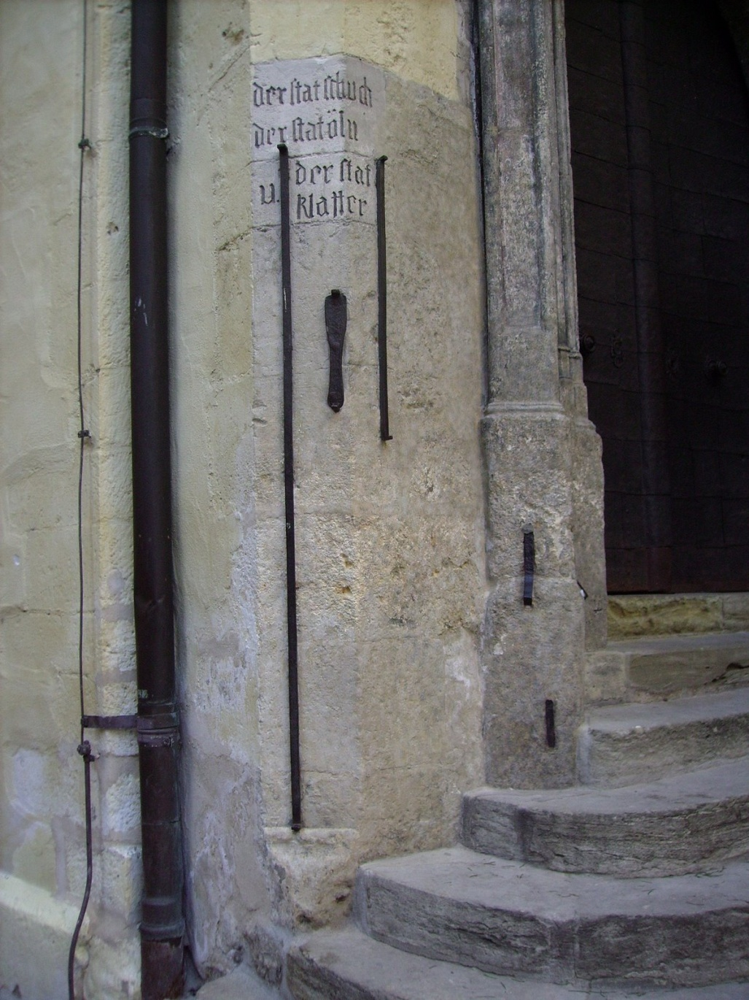 der stat schuch
der statöln
u. der stat
klafter